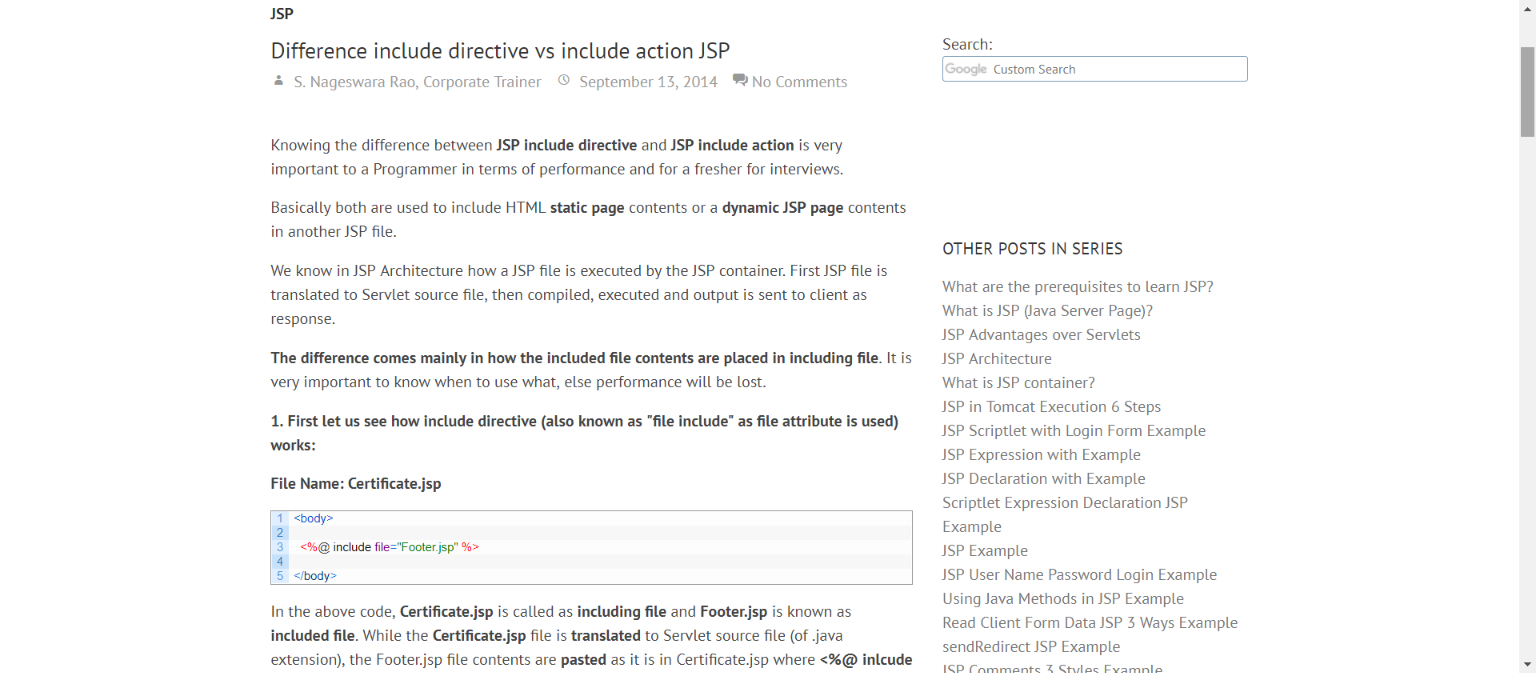 JSP
Difference include directive vs include action JSP
S. Nageswara Rao, Corporate Trainer September 13, 2014 No Comments
Knowing the difference between JSP include directive and JSP include action is very
important to a Programmer in terms of performance and for a fresher for interviews.
Basically both are used to include HTML static page contents or a dynamic JSP page contents
in another JSP file.
We know in JSP Architecture how a JSP file is executed by the JSP container. First JSP file is
translated to Servlet source file, then compiled, executed and output is sent to client as
response.
The difference comes mainly in how the included file contents are placed in including file. It is
very important to know when to use what, else performance will be lost.
1. First let us see how include directive (also known as "file include" as file attribute is used)
works:
File Name: Certificate.jsp
1 <body>
2
3 <%@ include file="Footer.jsp" %>
4
5 </body>
In the above code, Certificate.jsp is called as including file and Footer.jsp is known as
included file. While the Certificate.jsp file is translated to Servlet source file (of .java
extension), the Footer.jsp file contents are pasted as it is in Certificate.jsp where <%@ inlcude
Search:
Google Custom Search
OTHER POSTS IN SERIES
What are the prerequisites to learn JSP?
What is JSP (Java Server Page)?
JSP Advantages over Servlets
JSP Architecture
What is JSP container?
JSP in Tomcat Execution 6 Steps
JSP Scriptlet with Login Form Example
JSP Expression with Example
JSP Declaration with Example
Scriptlet Expression Declaration JSP
Example
JSP Example
JSP User Name Password Login Example
Using Java Methods in JSP Example
Read Client Form Data JSP 3 Ways Example
sendRedirect JSP Example
JSP Comments 3 Styles Example